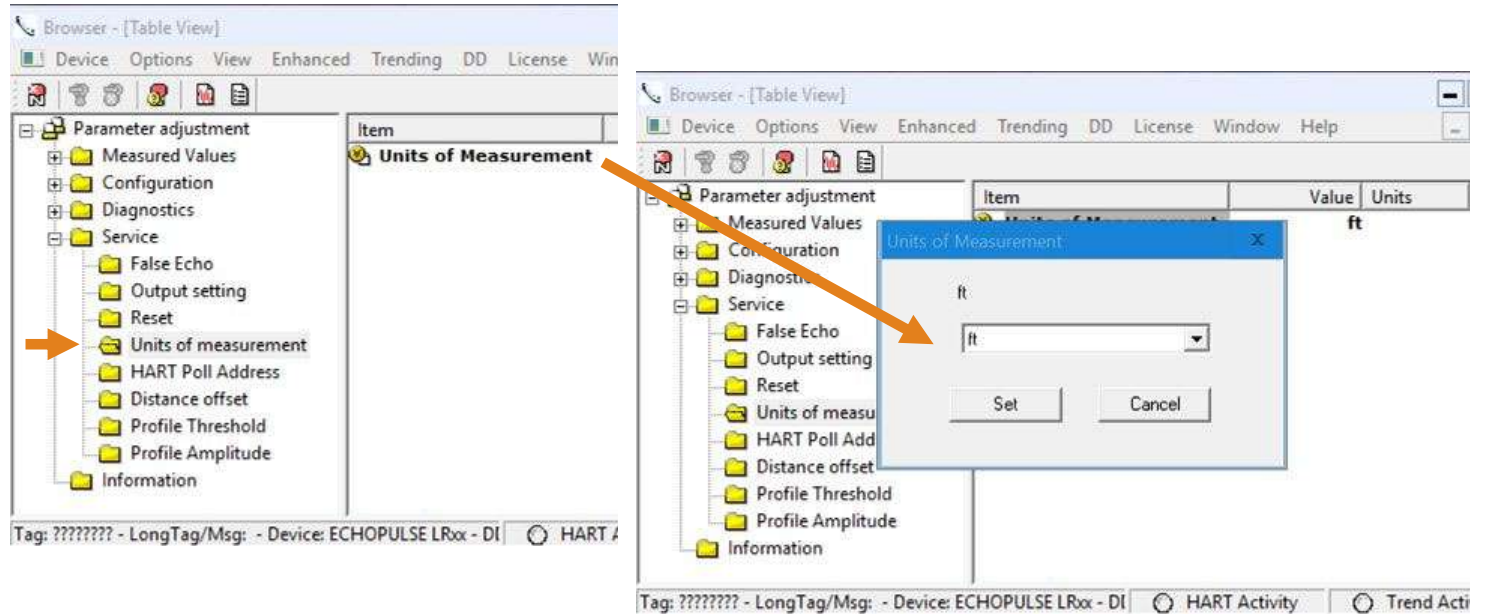 Browser - [Table View]
Device Options View Enhanced Trending DD License Win
Parameter adjustment
Measured Values
Configuration
Diagnostics
Service
False Echo
Output setting
Reset
Units of measurement
HART Poll Address
Distance offset
Profile Threshold
Profile Amplitude
Information
Item
Units of Measurement
Tag: ???????? - LongTag/Msg: - Device: ECHOPULSE LRxx - DI HART A
Browser - [Table View]
Device Options View Enhanced Trending DD License Window Help
Parameter adjustment
Measured Values
Configuration
Diagnostics
Service
False Echo
Output setting
Reset
Units of measu
HART Poll Add
Distance offset
Profile Threshold
Profile Amplitude
Information
Item Value Units
ft
Units of Measurement X
ft
ft
Set Cancel
Tag: ???????? - LongTag/Msg: - Device: ECHOPULSE LRxx - DI HART Activity Trend Acti